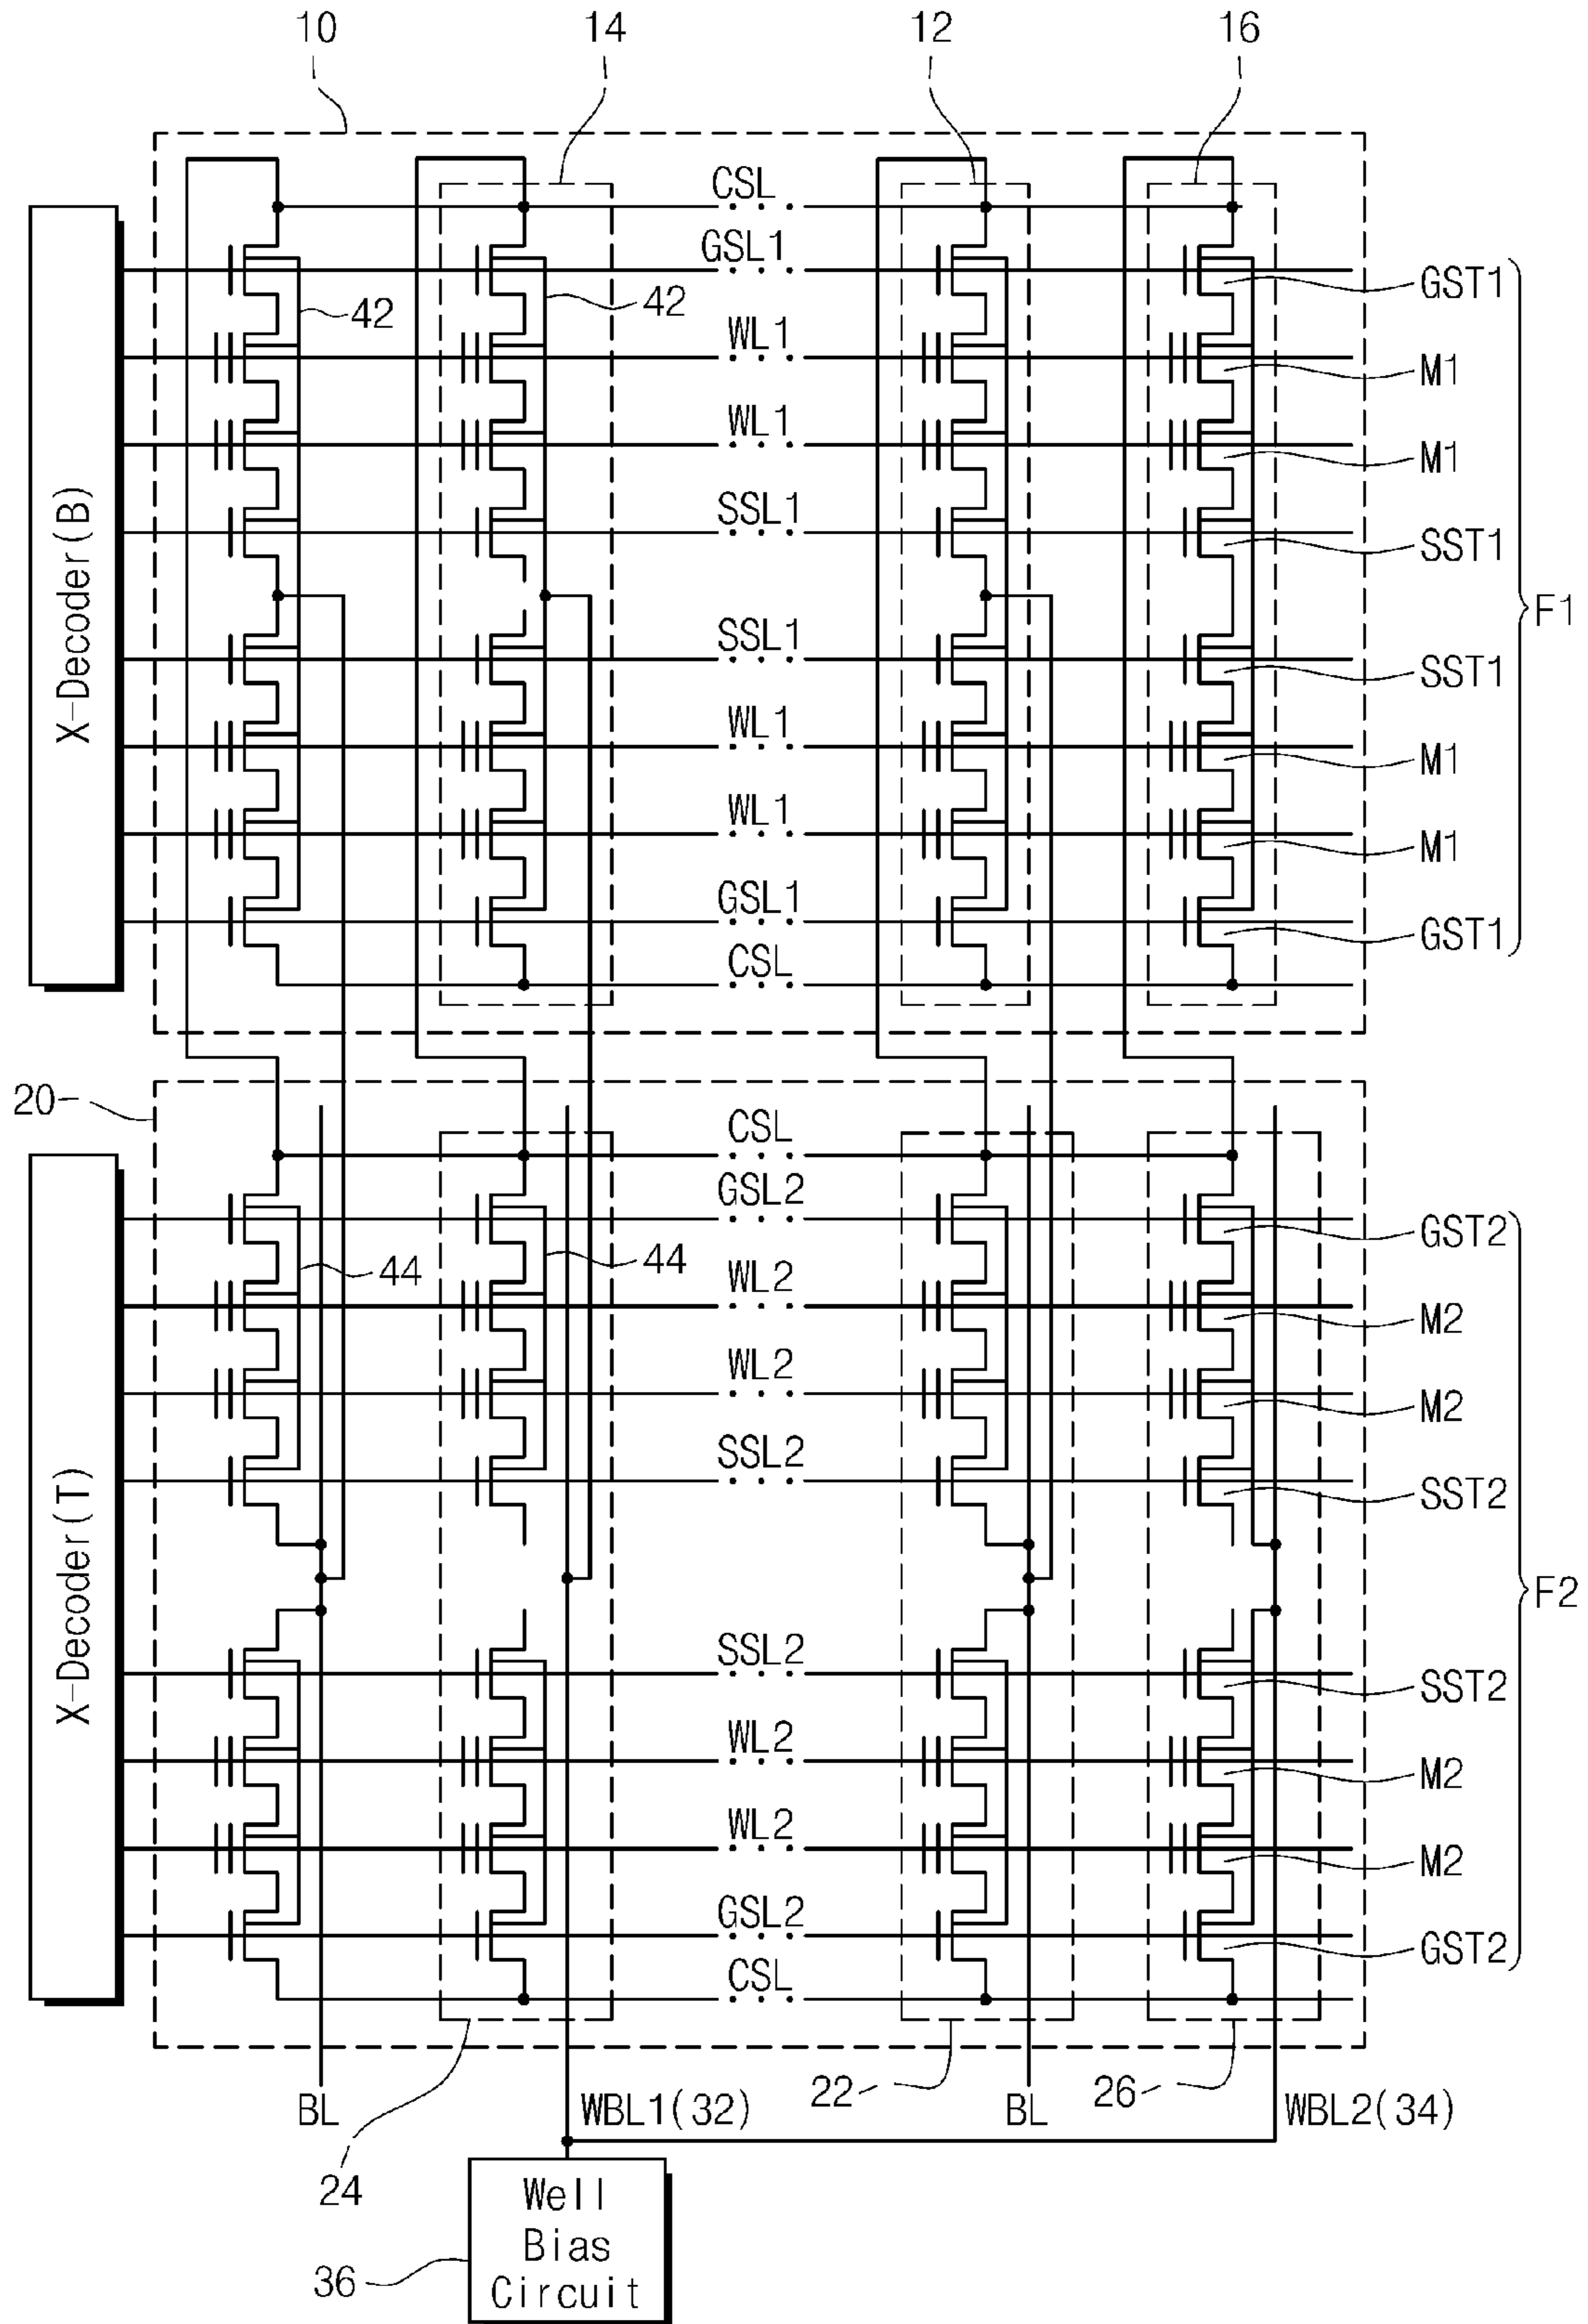 10
14
12
16
CSL
GSL1
GST1
42
42
WL1
M1
WL1
M1
X-Decoder(B)
SSL1
SST1
F1
SSL1
SST1
WL1
M1
WL1
M1
GSL1
GST1
CSL
20
CSL
GSL2
GST2
44
44
WL2
M2
WL2
M2
X-Decoder(T)
SSL2
SST2
F2
SSL2
SST2
WL2
M2
WL2
M2
GSL2
GST2
CSL
22
26
BL
WBL1(32)
BL
WBL2(34)
24
Well
Bias
Circuit
36